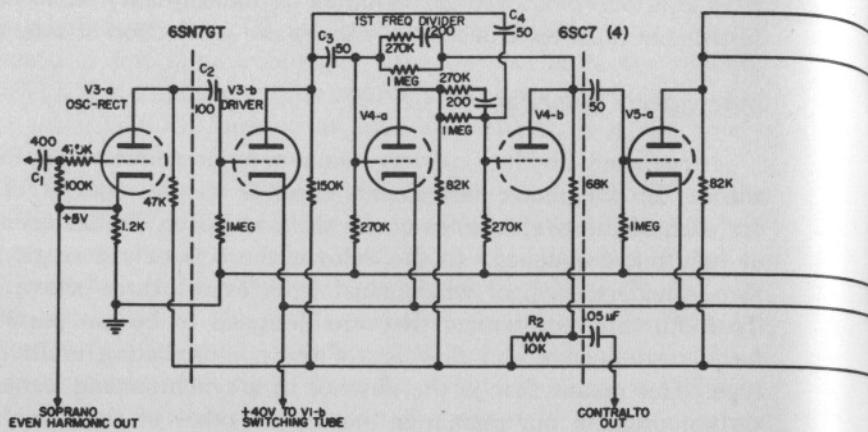 1ST FREQ DIVIDER
6SN7GT
6SC7 (4)
C4
50
C3
50
200
270K
1 MEG
V3-a
OSC-RECT
C2
100
V3-b
DRIVER
270K
200
1 MEG
V4-a
V4-b
50
V5-a
400
C1
470K
100K
+5V
1.2K
47K
1MEG
150K
270K
82K
270K
68K
1MEG
82K
R2
10K
.05 µF
SOPRANO
EVEN HARMONIC OUT
+40V TO V1-b
SWITCHING TUBE
CONTRALTO
OUT